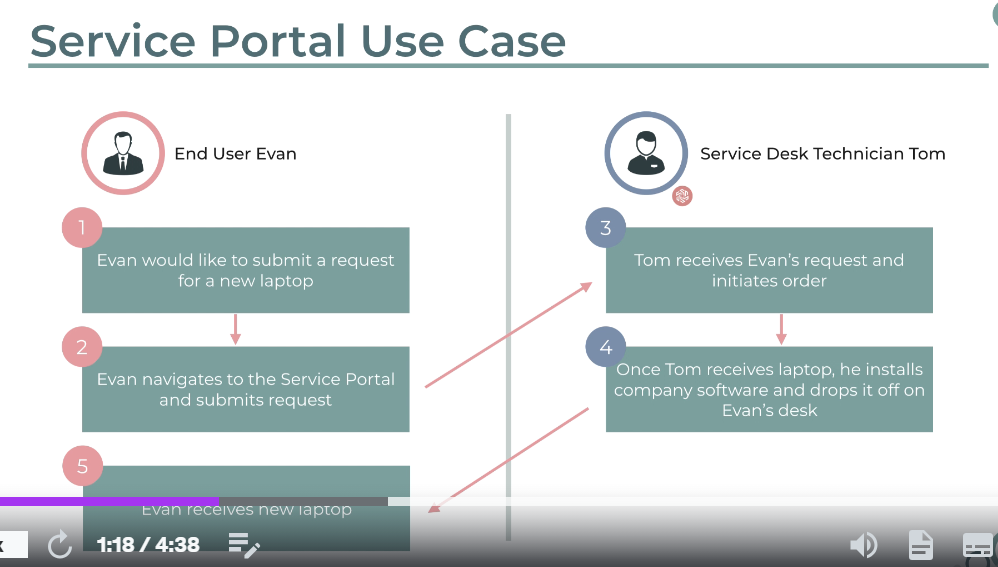 Service Portal Use Case
End User Evan
1
Evan would like to submit a request
for a new laptop
2
Evan navigates to the Service Portal
and submits request
5
Evan receives new laptop
Service Desk Technician Tom
3
Tom receives Evan's request and
initiates order
4
Once Tom receives laptop, he installs
company software and drops it off on
Evan's desk
1:18 / 4:38